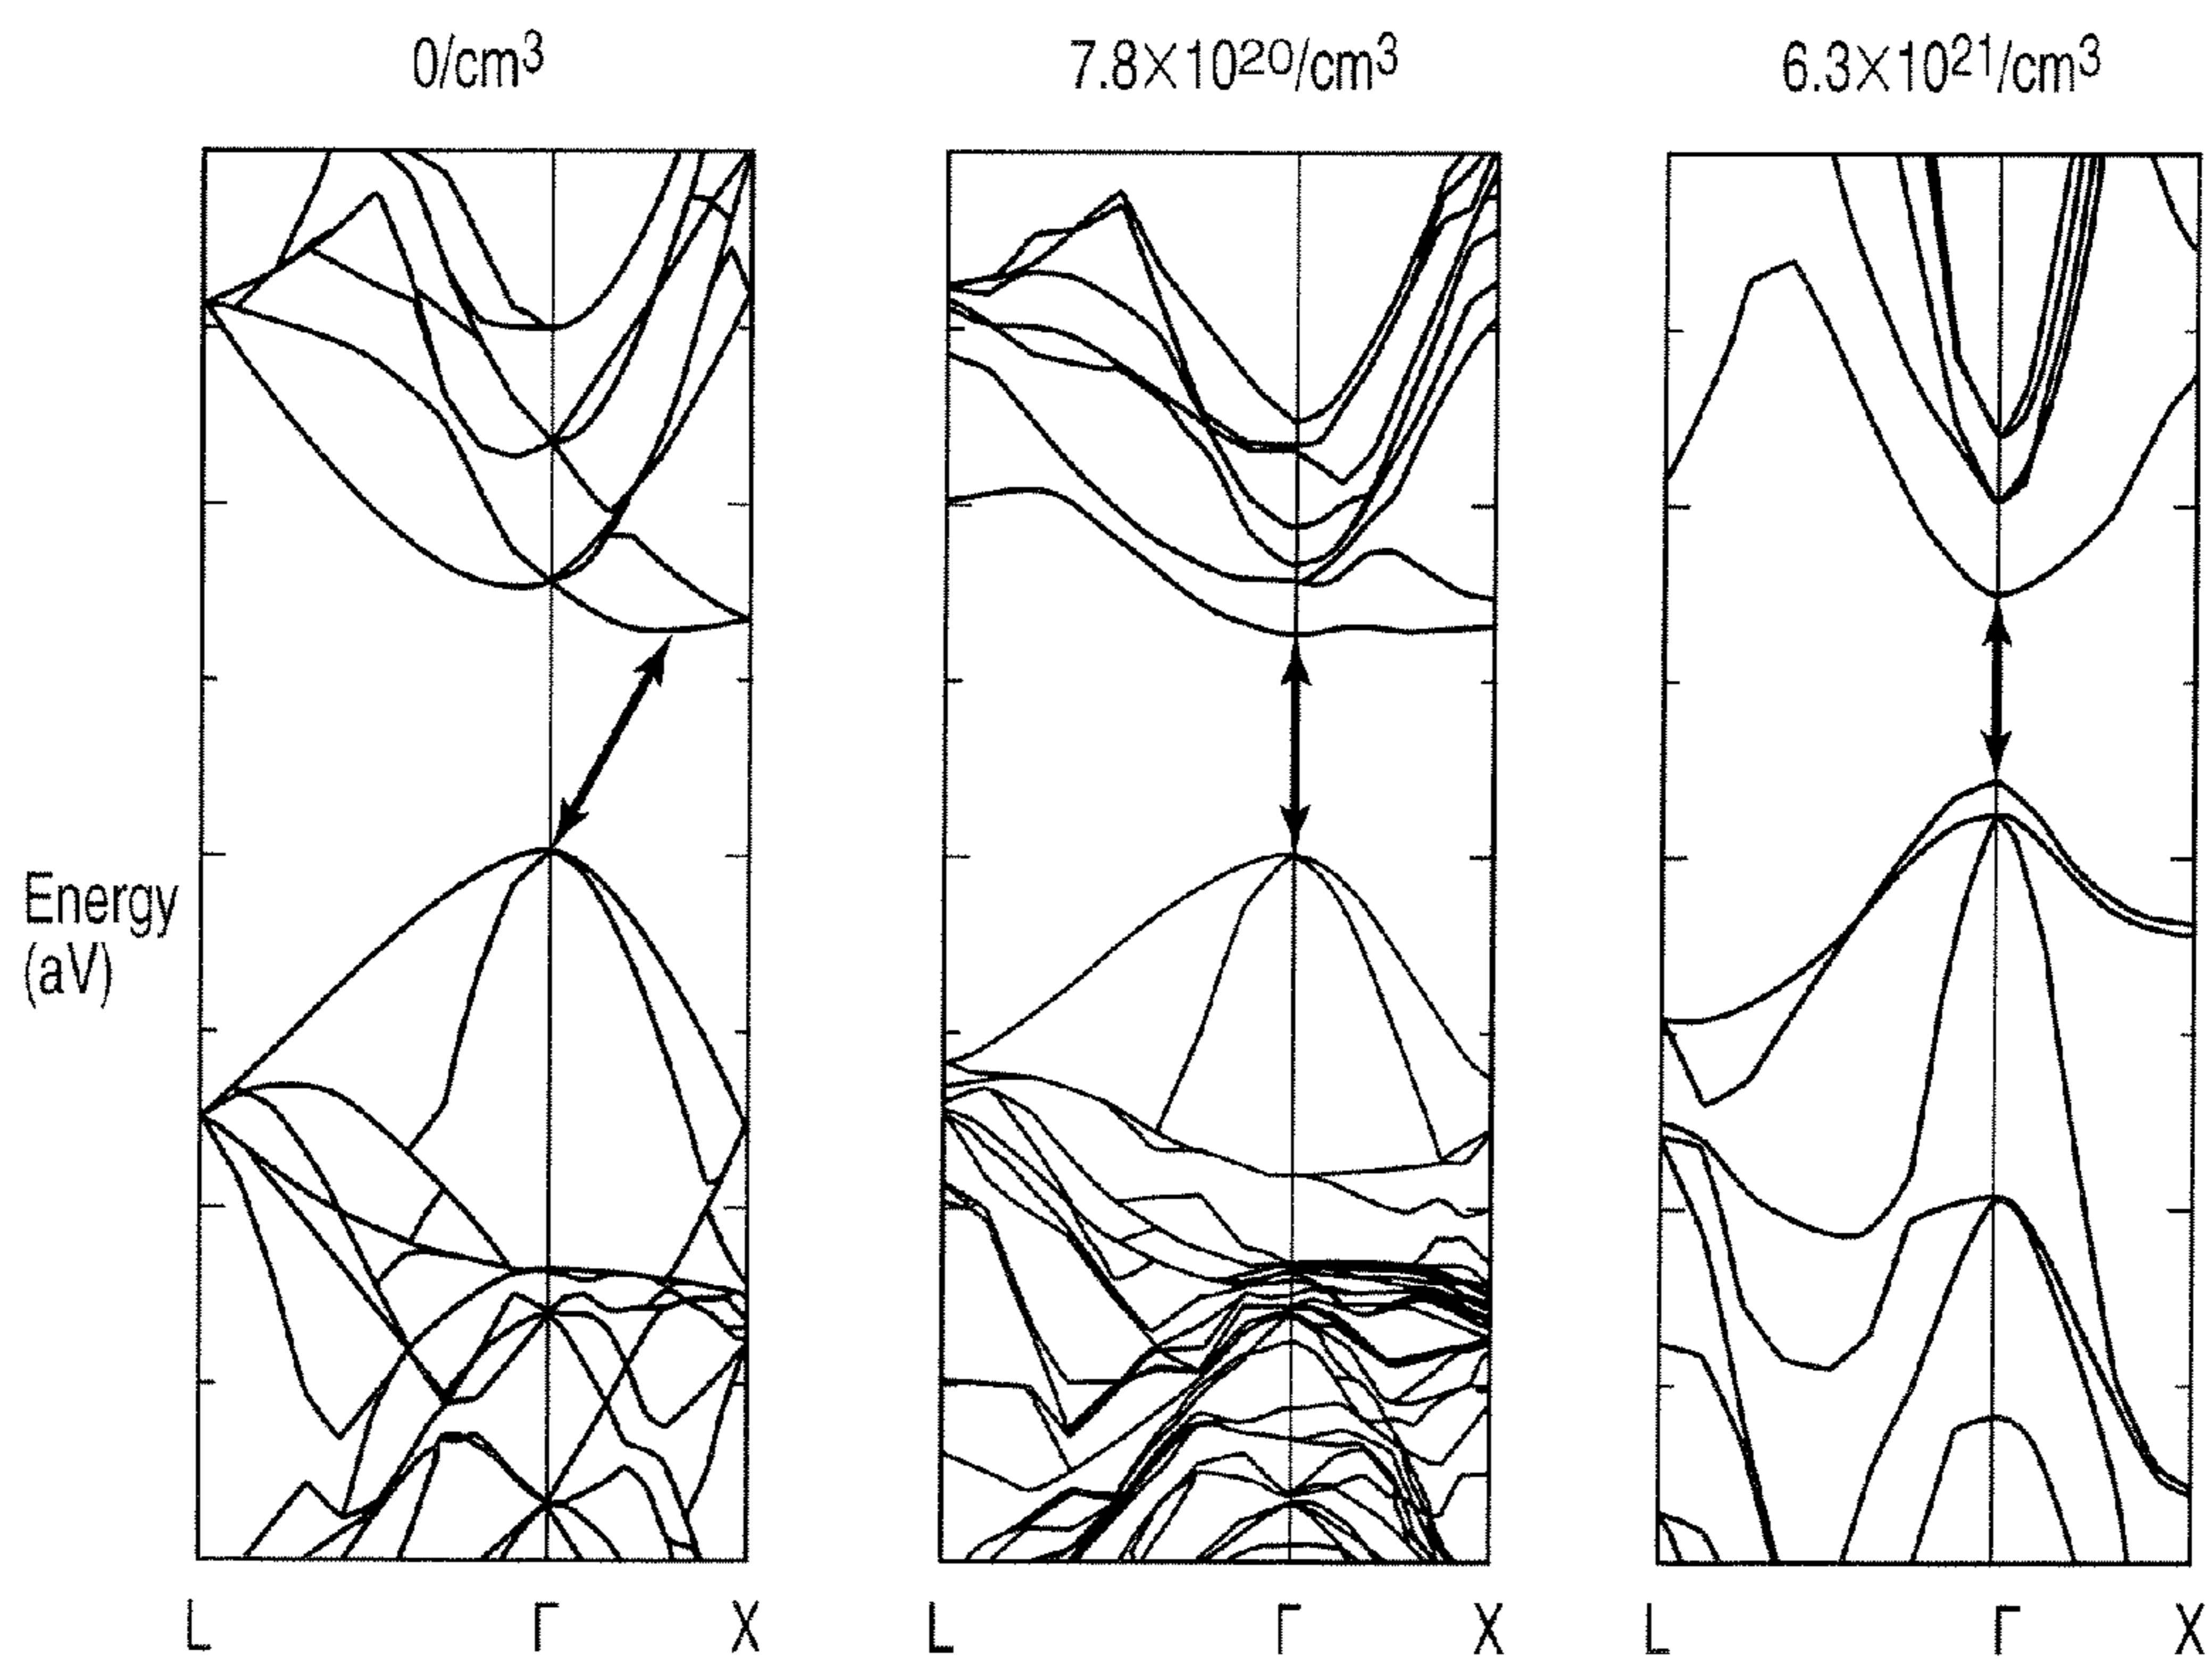 0/cm³
7.8×10²⁰/cm³
6.3×10²¹/cm³
Energy
(aV)
L Γ X
L Γ X
L Γ X